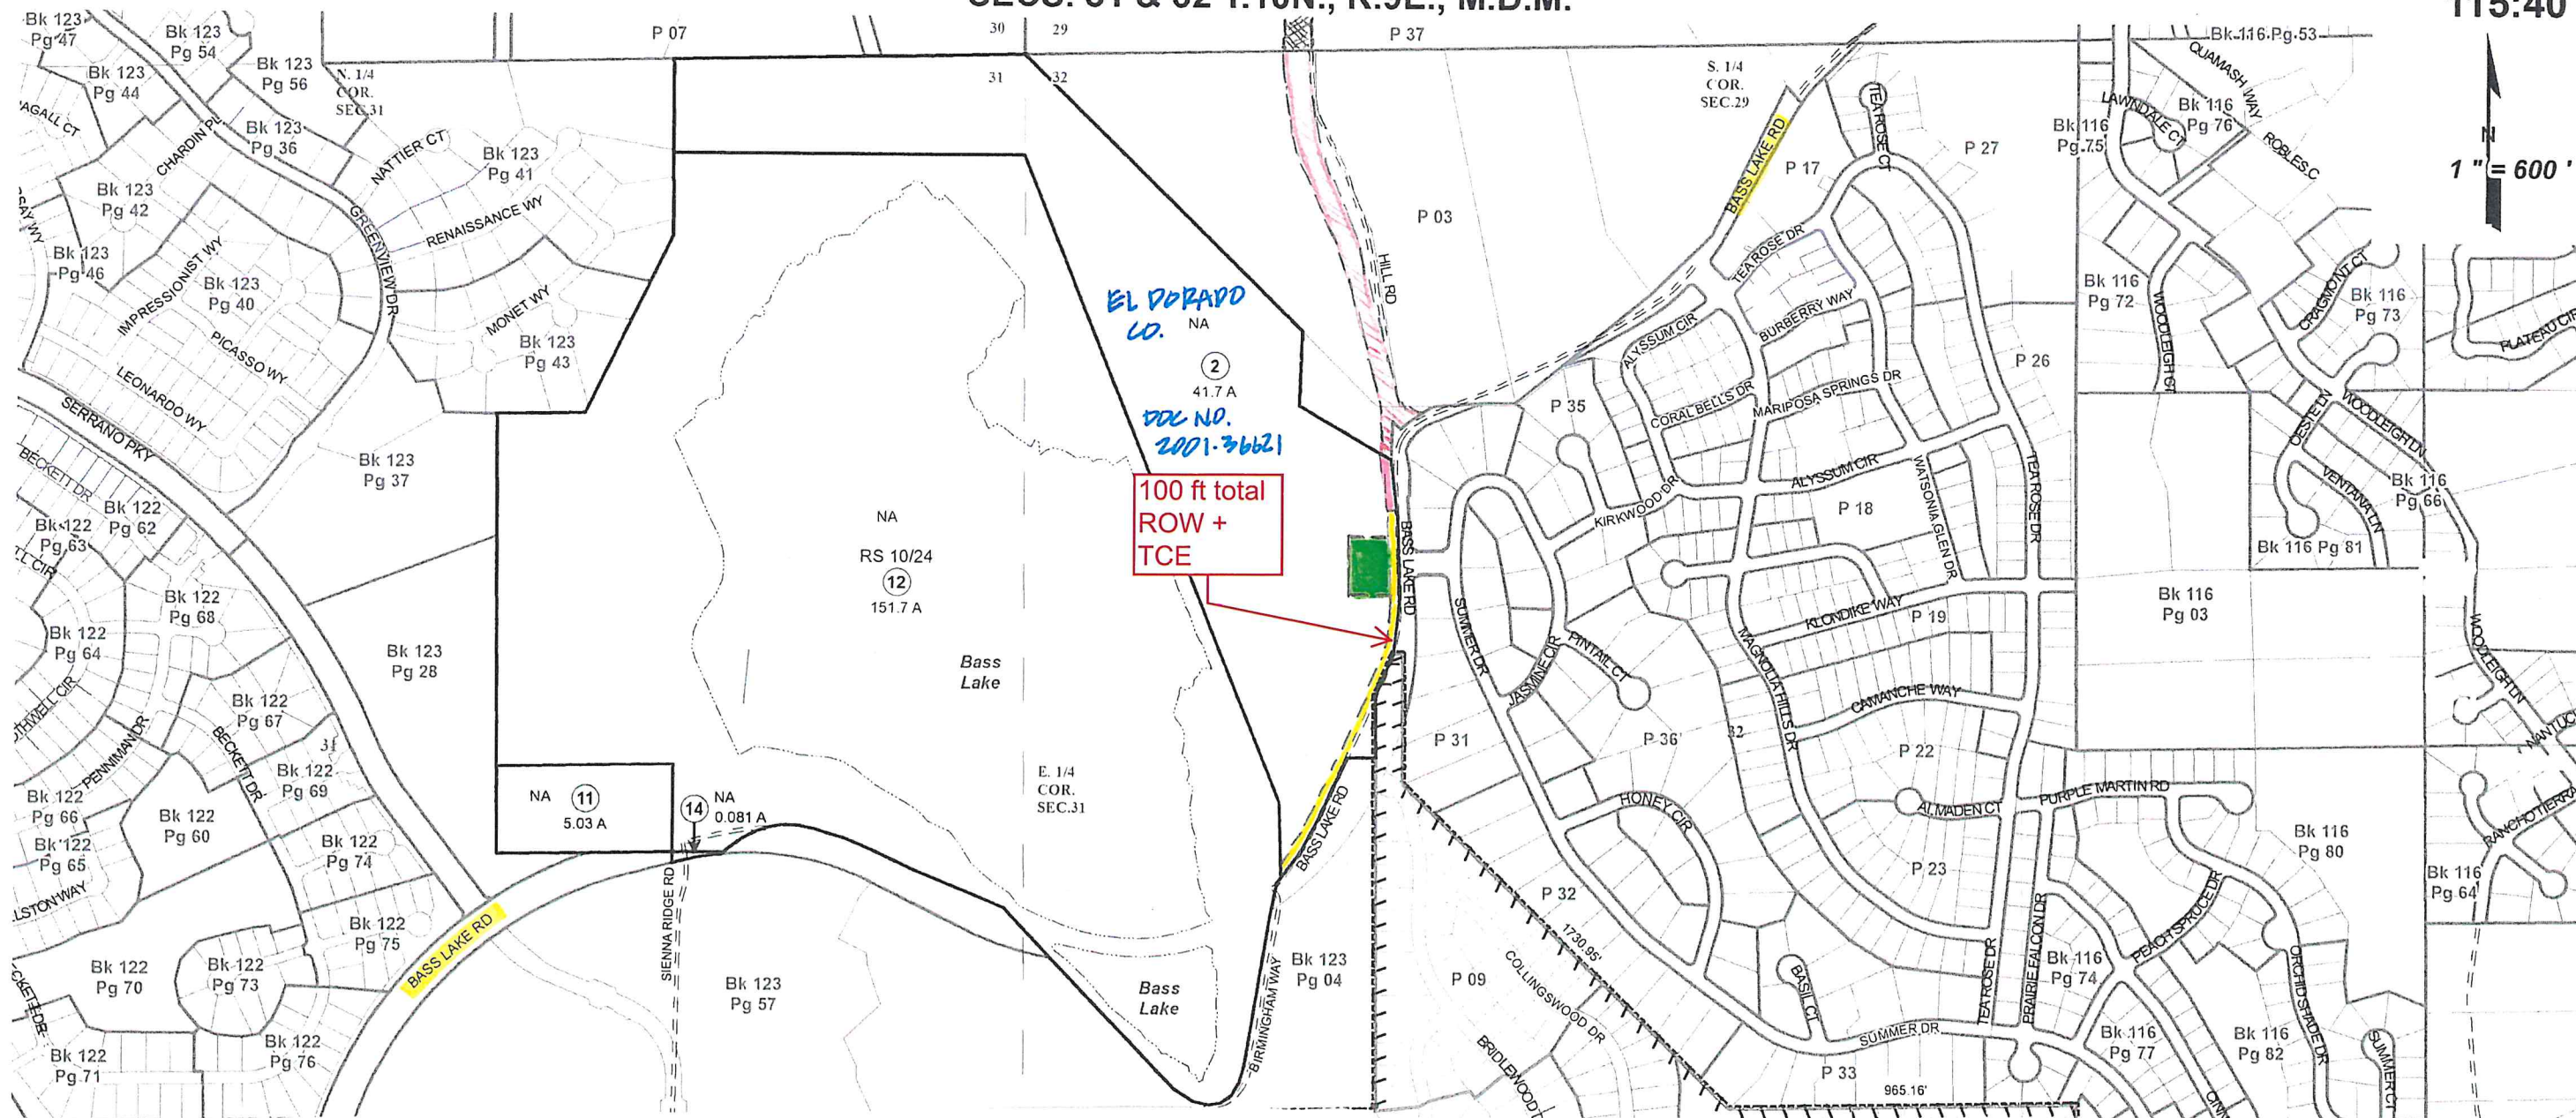 SECS. 31 & 32 T.10N., R.9E., M.D.M.
115:40
Bk 123
Pg 47
Bk 123
Pg 54
Bk 123
Pg 44
Bk 123
Pg 56
N. 1/4
COR.
SEC.31
P 07
30
29
31
32
P 37
S. 1/4
COR.
SEC.29
Bk 116 Pg 53
QUAMASH WAY
LAWNDALE CT
Bk 116
Pg 76
Bk 116
Pg 75
ROBLES C
N
1 "= 600 '
CHARDIN PL
Bk 123
Pg 36
NATTIER CT
Bk 123
Pg 41
Bk 123
Pg 42
GREENVIEW DR
RENAISSANCE WY
Bk 123
Pg 46
IMPRESSIONIST WY
Bk 123
Pg 40
PICASSO WY
MONET WY
Bk 123
Pg 43
LEONARDO WY
SERRANO PKY
BECKETT DR
Bk 123
Pg 37
Bk 122
Pg 62
Bk 122
Pg 63
Bk 122
Pg 68
Bk 122
Pg 64
Bk 123
Pg 28
Bk 122
Pg 67
PENNIMAN DR
BECKETT DR
31
Bk 122
Pg 69
Bk 122
Pg 66
Bk 122
Pg 65
Bk 122
Pg 60
Bk 122
Pg 74
Bk 122
Pg 75
BASS LAKE RD
Bk 122
Pg 70
Bk 122
Pg 73
Bk 122
Pg 76
Bk 122
Pg 71
NA
11
5.03 A
14
NA
0.081 A
SIENNA RIDGE RD
Bk 123
Pg 57
NA
RS 10/24
12
151.7 A
Bass
Lake
E. 1/4
COR.
SEC.31
Bass
Lake
EL DORADO
CO.
NA
2
41.7 A
DOC NO.
2001-36621
100 ft total
ROW +
TCE
HILL RD
P 03
BASS LAKE RD
BASS LAKE RD
BASS LAKE RD
BIRMINGHAM WAY
Bk 123
Pg 04
P 17
TEA ROSE CT
P 27
TEA ROSE DR
ALYSSUM CIR
BURBERRY WAY
P 35
CORAL BELLS DR
MARIPOSA SPRINGS DR
P 26
KIRKWOOD DR
ALYSSUM CIR
P 18
WATSONIA GLEN DR
TEA ROSE DR
SUMMER DR
JASMINE CIR
PINTAIL CT
MAGNOLIA HILLS DR
KLONDIKE WAY
P 19
CAMANCHE WAY
P 31
P 36
32
P 22
HONEY CIR
ALMADEN CT
PURPLE MARTIN RD
P 23
P 32
1730.95'
P 09
COLLINGSWOOD DR
BASIL CT
SUMMER DR
TEA ROSE DR
PRAIRIE FALCON DR
P 33
965.16'
Bk 116
Pg 74
PEACH SPRUCE DR
ORCHID SHADE DR
Bk 116
Pg 77
Bk 116
Pg 82
Bk 116
Pg 80
Bk 116
Pg 64
Bk 116
Pg 72
CRAGMONT CT
Bk 116
Pg 73
OESTE LN
WOODLEIGH LN
VENTANA LN
Bk 116
Pg 66
Bk 116 Pg 81
Bk 116
Pg 03
WOODLEIGH LN